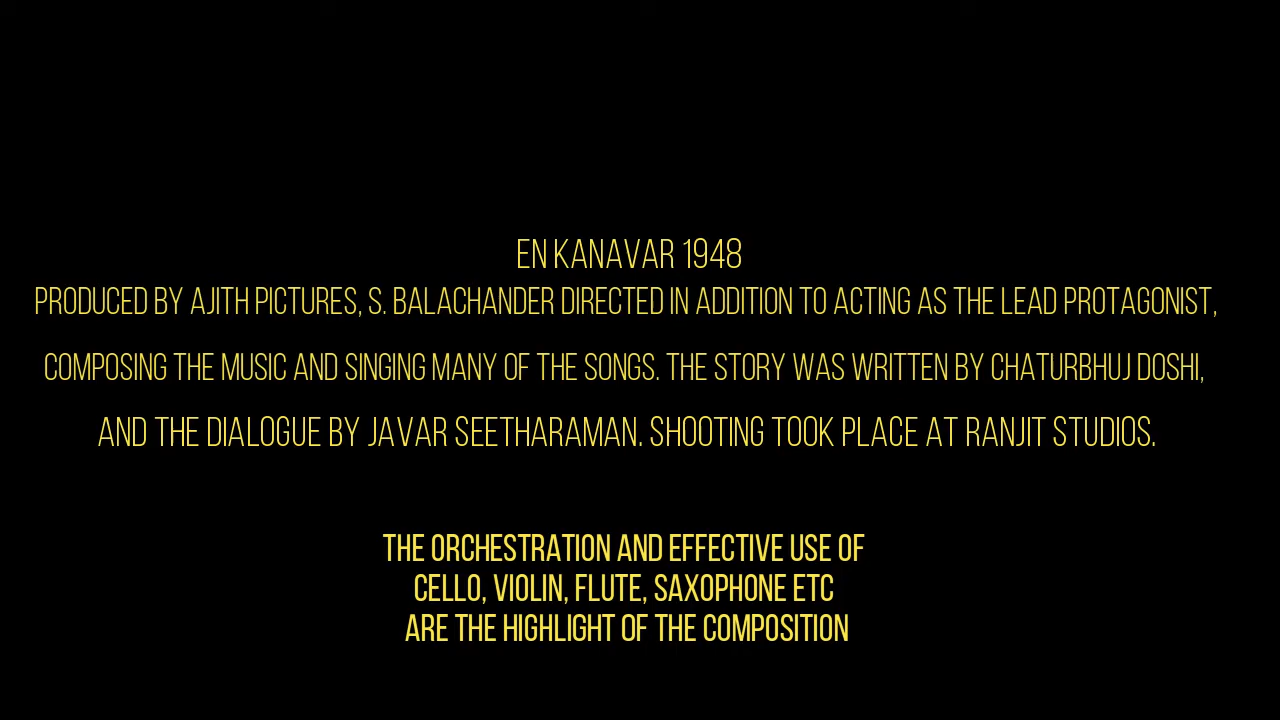 EN KANAVAR 1948
PRODUCED BY AJITH PICTURES, S. BALACHANDER DIRECTED IN ADDITION TO ACTING AS THE LEAD PROTAGONIST,
COMPOSING THE MUSIC AND SINGING MANY OF THE SONGS. THE STORY WAS WRITTEN BY CHATURBHUJ DOSHI,
AND THE DIALOGUE BY JAVAR SEETHARAMAN. SHOOTING TOOK PLACE AT RANJIT STUDIOS.
THE ORCHESTRATION AND EFFECTIVE USE OF
CELLO, VIOLIN, FLUTE, SAXOPHONE ETC
ARE THE HIGHLIGHT OF THE COMPOSITION